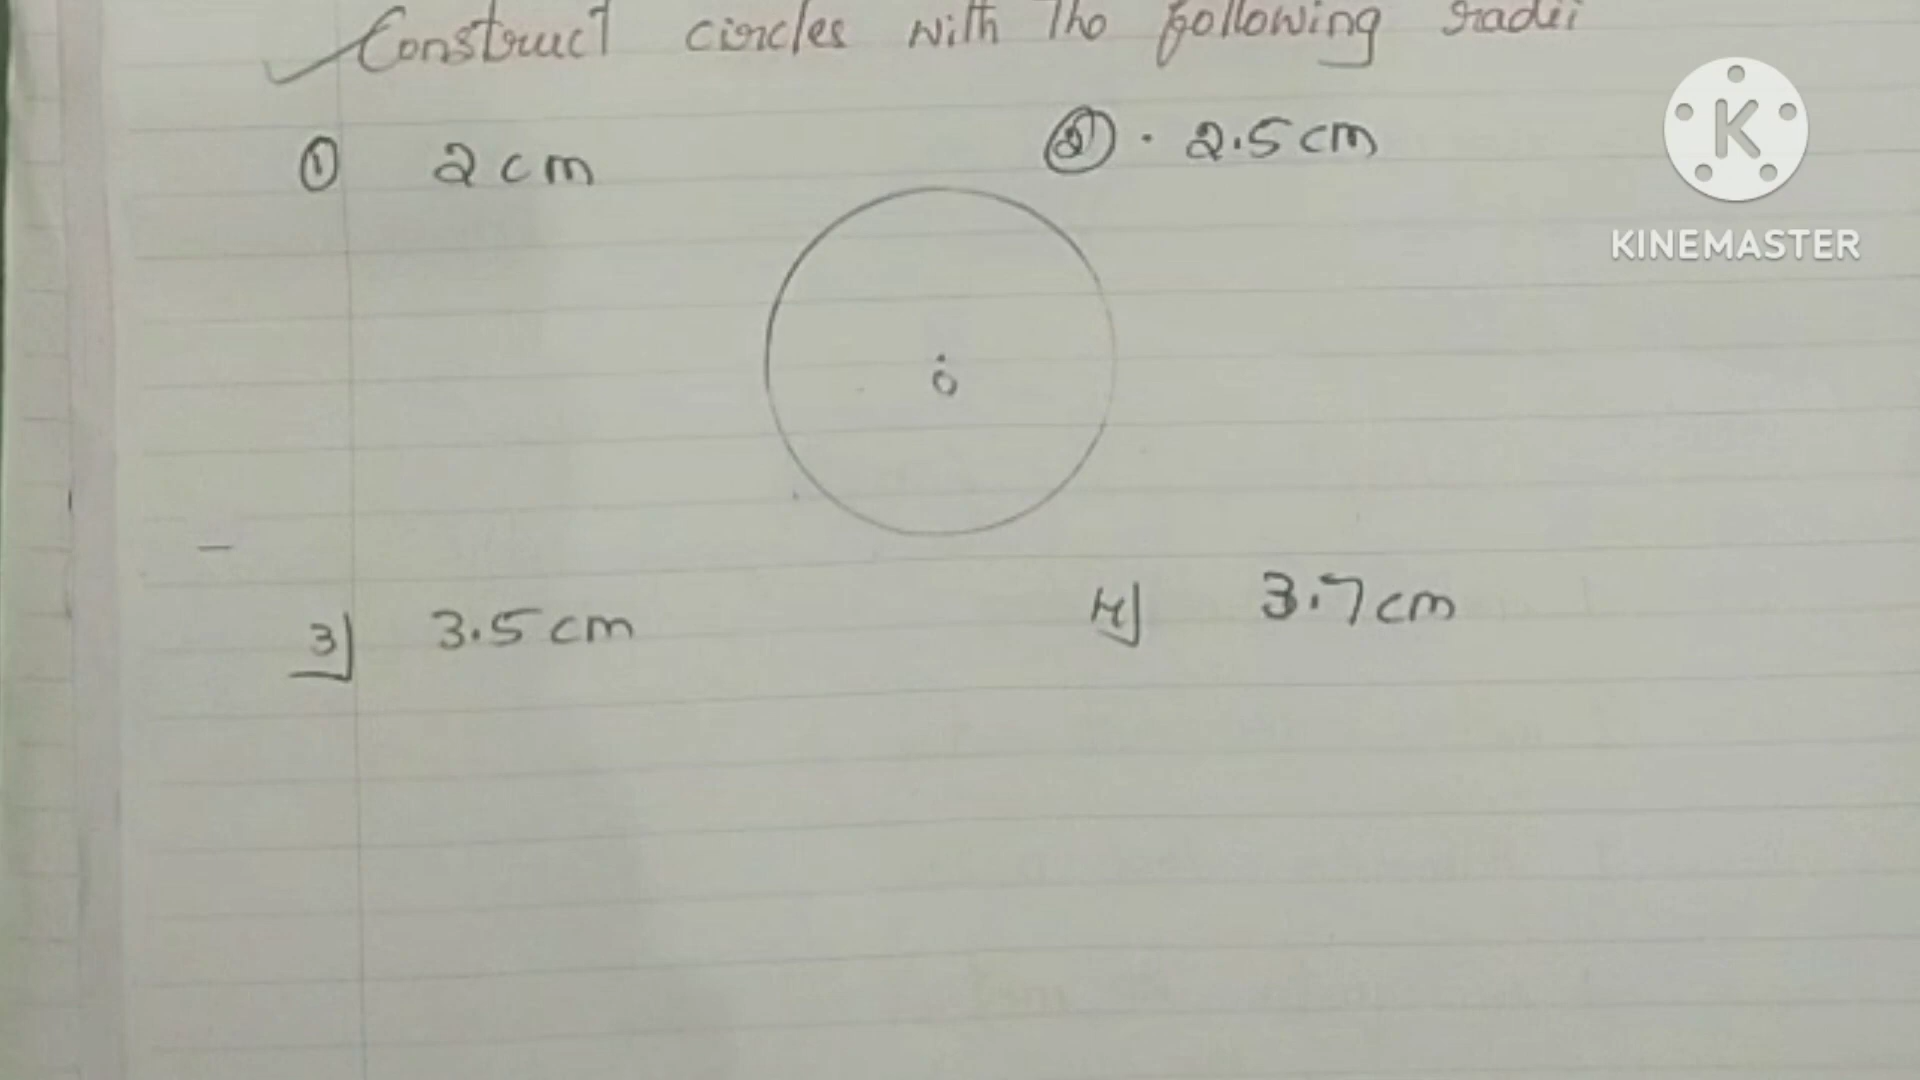 Construct circles with the following radii
① 2 cm
② . 2.5 cm
K
KINEMASTER
o
3) 3.5 cm
4) 3.7 cm